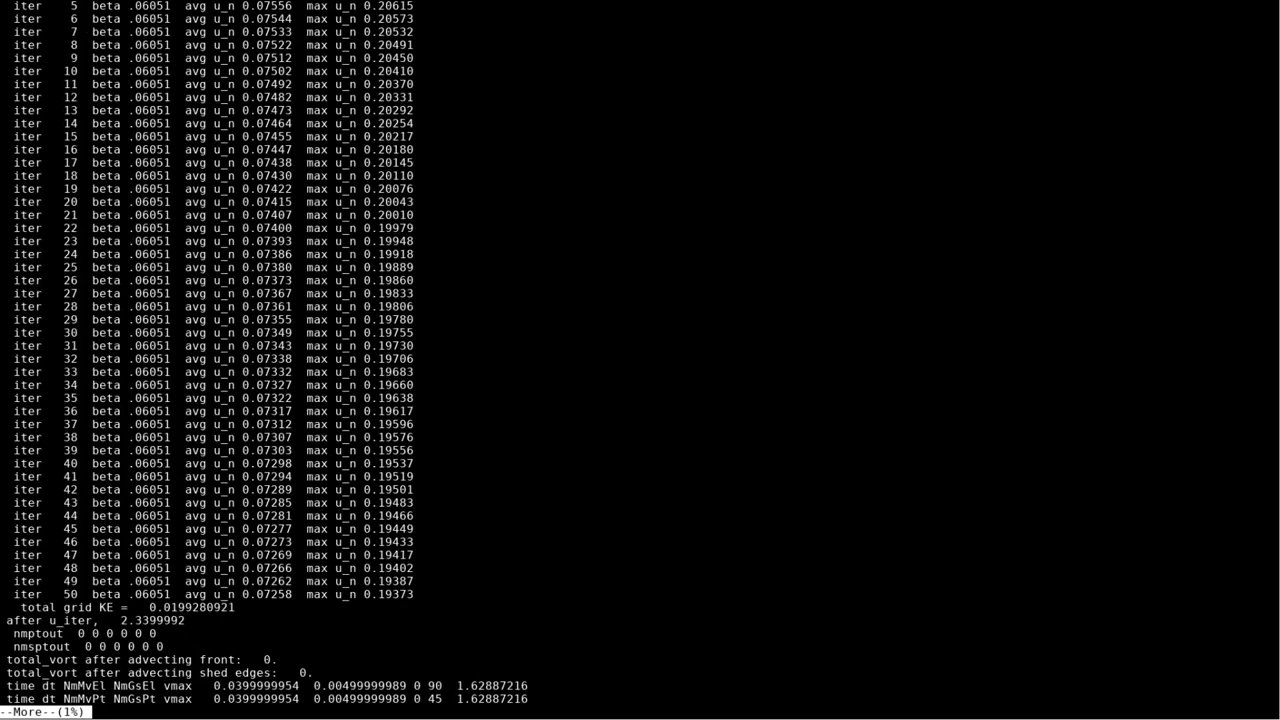 iter 5 beta .06051 avg u_n 0.07556 max u_n 0.20615
iter 6 beta .06051 avg u_n 0.07544 max u_n 0.20573
iter 7 beta .06051 avg u_n 0.07533 max u_n 0.20532
iter 8 beta .06051 avg u_n 0.07522 max u_n 0.20491
iter 9 beta .06051 avg u_n 0.07512 max u_n 0.20450
iter 10 beta .06051 avg u_n 0.07502 max u_n 0.20410
iter 11 beta .06051 avg u_n 0.07492 max u_n 0.20370
iter 12 beta .06051 avg u_n 0.07482 max u_n 0.20331
iter 13 beta .06051 avg u_n 0.07473 max u_n 0.20292
iter 14 beta .06051 avg u_n 0.07464 max u_n 0.20254
iter 15 beta .06051 avg u_n 0.07455 max u_n 0.20217
iter 16 beta .06051 avg u_n 0.07447 max u_n 0.20180
iter 17 beta .06051 avg u_n 0.07438 max u_n 0.20145
iter 18 beta .06051 avg u_n 0.07430 max u_n 0.20110
iter 19 beta .06051 avg u_n 0.07422 max u_n 0.20076
iter 20 beta .06051 avg u_n 0.07415 max u_n 0.20043
iter 21 beta .06051 avg u_n 0.07407 max u_n 0.20010
iter 22 beta .06051 avg u_n 0.07400 max u_n 0.19979
iter 23 beta .06051 avg u_n 0.07393 max u_n 0.19948
iter 24 beta .06051 avg u_n 0.07386 max u_n 0.19918
iter 25 beta .06051 avg u_n 0.07380 max u_n 0.19889
iter 26 beta .06051 avg u_n 0.07373 max u_n 0.19860
iter 27 beta .06051 avg u_n 0.07367 max u_n 0.19833
iter 28 beta .06051 avg u_n 0.07361 max u_n 0.19806
iter 29 beta .06051 avg u_n 0.07355 max u_n 0.19780
iter 30 beta .06051 avg u_n 0.07349 max u_n 0.19755
iter 31 beta .06051 avg u_n 0.07343 max u_n 0.19730
iter 32 beta .06051 avg u_n 0.07338 max u_n 0.19706
iter 33 beta .06051 avg u_n 0.07332 max u_n 0.19683
iter 34 beta .06051 avg u_n 0.07327 max u_n 0.19660
iter 35 beta .06051 avg u_n 0.07322 max u_n 0.19638
iter 36 beta .06051 avg u_n 0.07317 max u_n 0.19617
iter 37 beta .06051 avg u_n 0.07312 max u_n 0.19596
iter 38 beta .06051 avg u_n 0.07307 max u_n 0.19576
iter 39 beta .06051 avg u_n 0.07303 max u_n 0.19556
iter 40 beta .06051 avg u_n 0.07298 max u_n 0.19537
iter 41 beta .06051 avg u_n 0.07294 max u_n 0.19519
iter 42 beta .06051 avg u_n 0.07289 max u_n 0.19501
iter 43 beta .06051 avg u_n 0.07285 max u_n 0.19483
iter 44 beta .06051 avg u_n 0.07281 max u_n 0.19466
iter 45 beta .06051 avg u_n 0.07277 max u_n 0.19449
iter 46 beta .06051 avg u_n 0.07273 max u_n 0.19433
iter 47 beta .06051 avg u_n 0.07269 max u_n 0.19417
iter 48 beta .06051 avg u_n 0.07266 max u_n 0.19402
iter 49 beta .06051 avg u_n 0.07262 max u_n 0.19387
iter 50 beta .06051 avg u_n 0.07258 max u_n 0.19373
total grid KE = 0.0199280921
after u_iter, 2.3399992
nmptout 0 0 0 0 0 0
nmsptout 0 0 0 0 0 0
total_vort after advecting front: 0.
total_vort after advecting shed edges: 0.
time dt NmMvEl NmGsEl vmax 0.0399999954 0.00499999989 0 90 1.62887216
time dt NmMvPt NmGsPt vmax 0.0399999954 0.00499999989 0 45 1.62887216
--More--(1%)